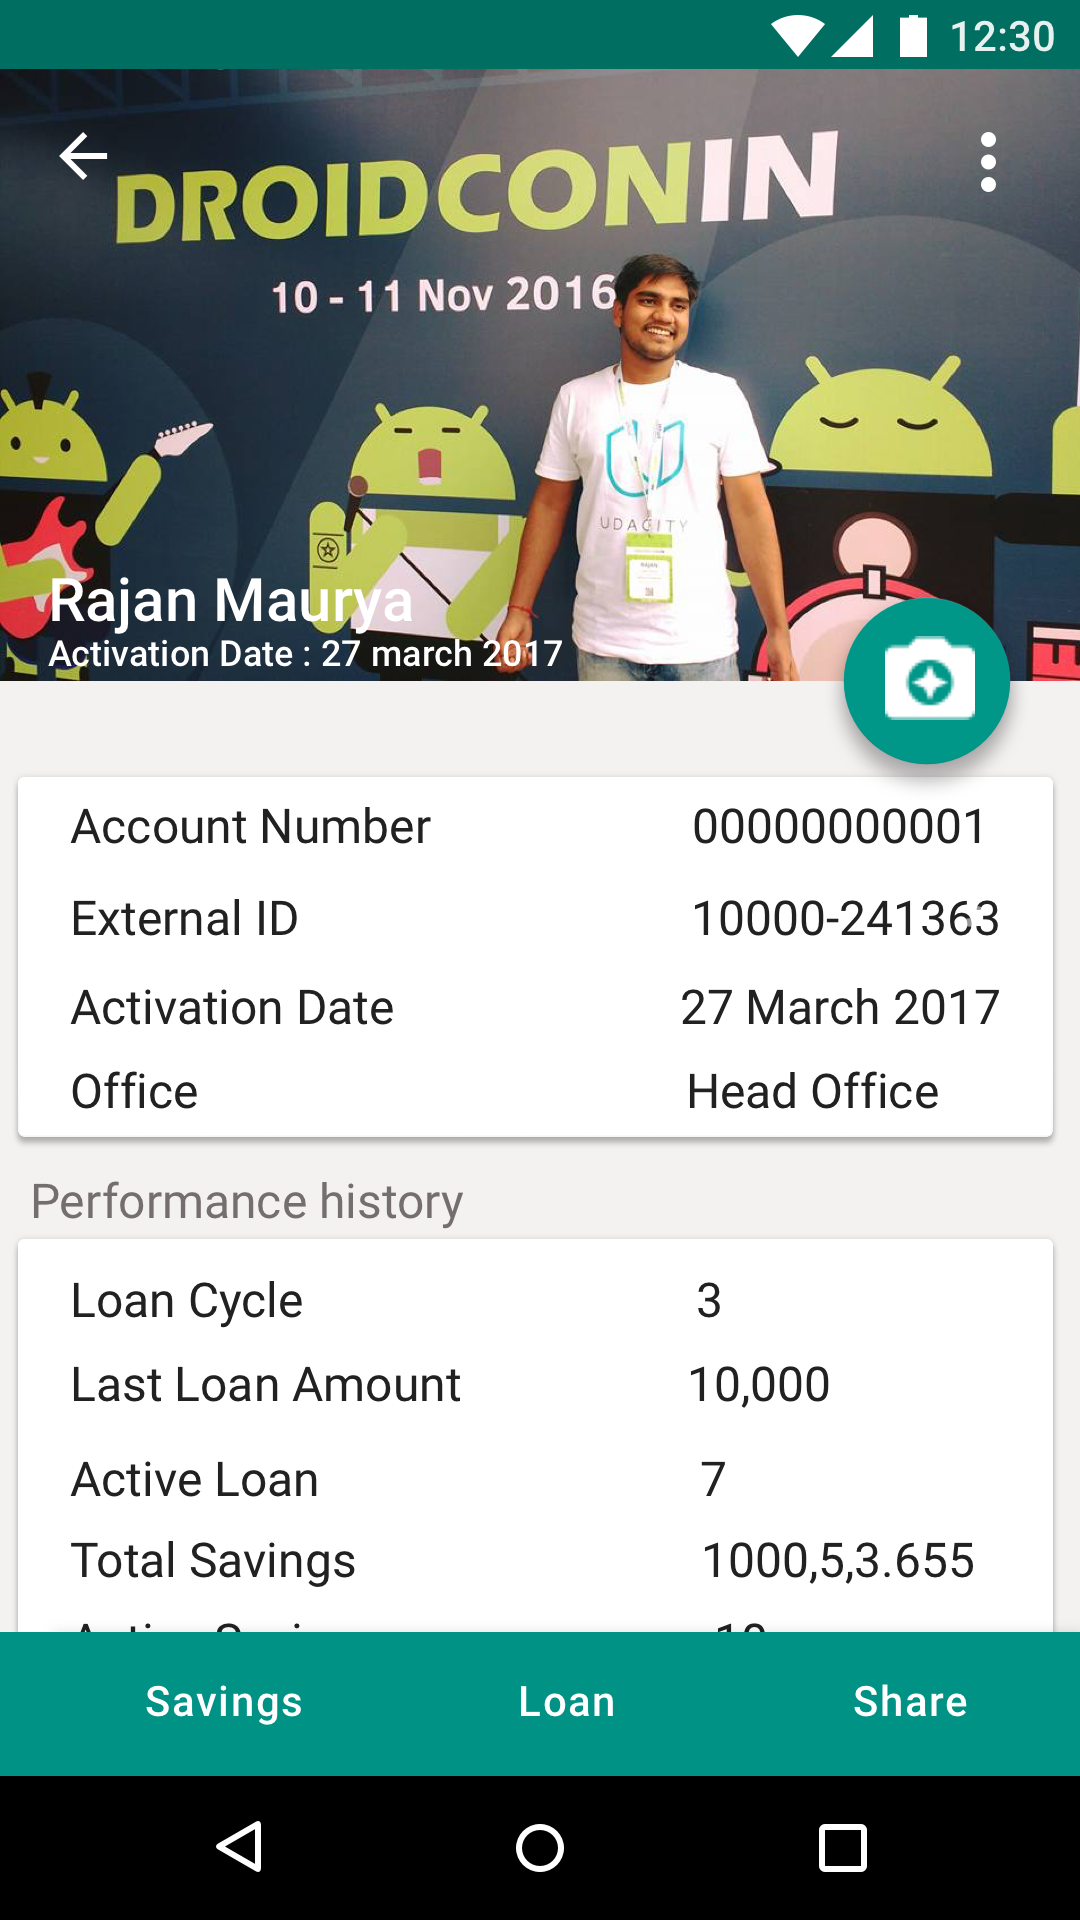 12:30
DROIDCONIN
10 - 11 Nov 2016
UDACITY
RAJAN
Rajan Maurya
Activation Date : 27 march 2017
Account Number 00000000001
External ID 10000-241363
Activation Date 27 March 2017
Office Head Office
Performance history
Loan Cycle 3
Last Loan Amount 10,000
Active Loan 7
Total Savings 1000,5,3.655
Savings Loan Share